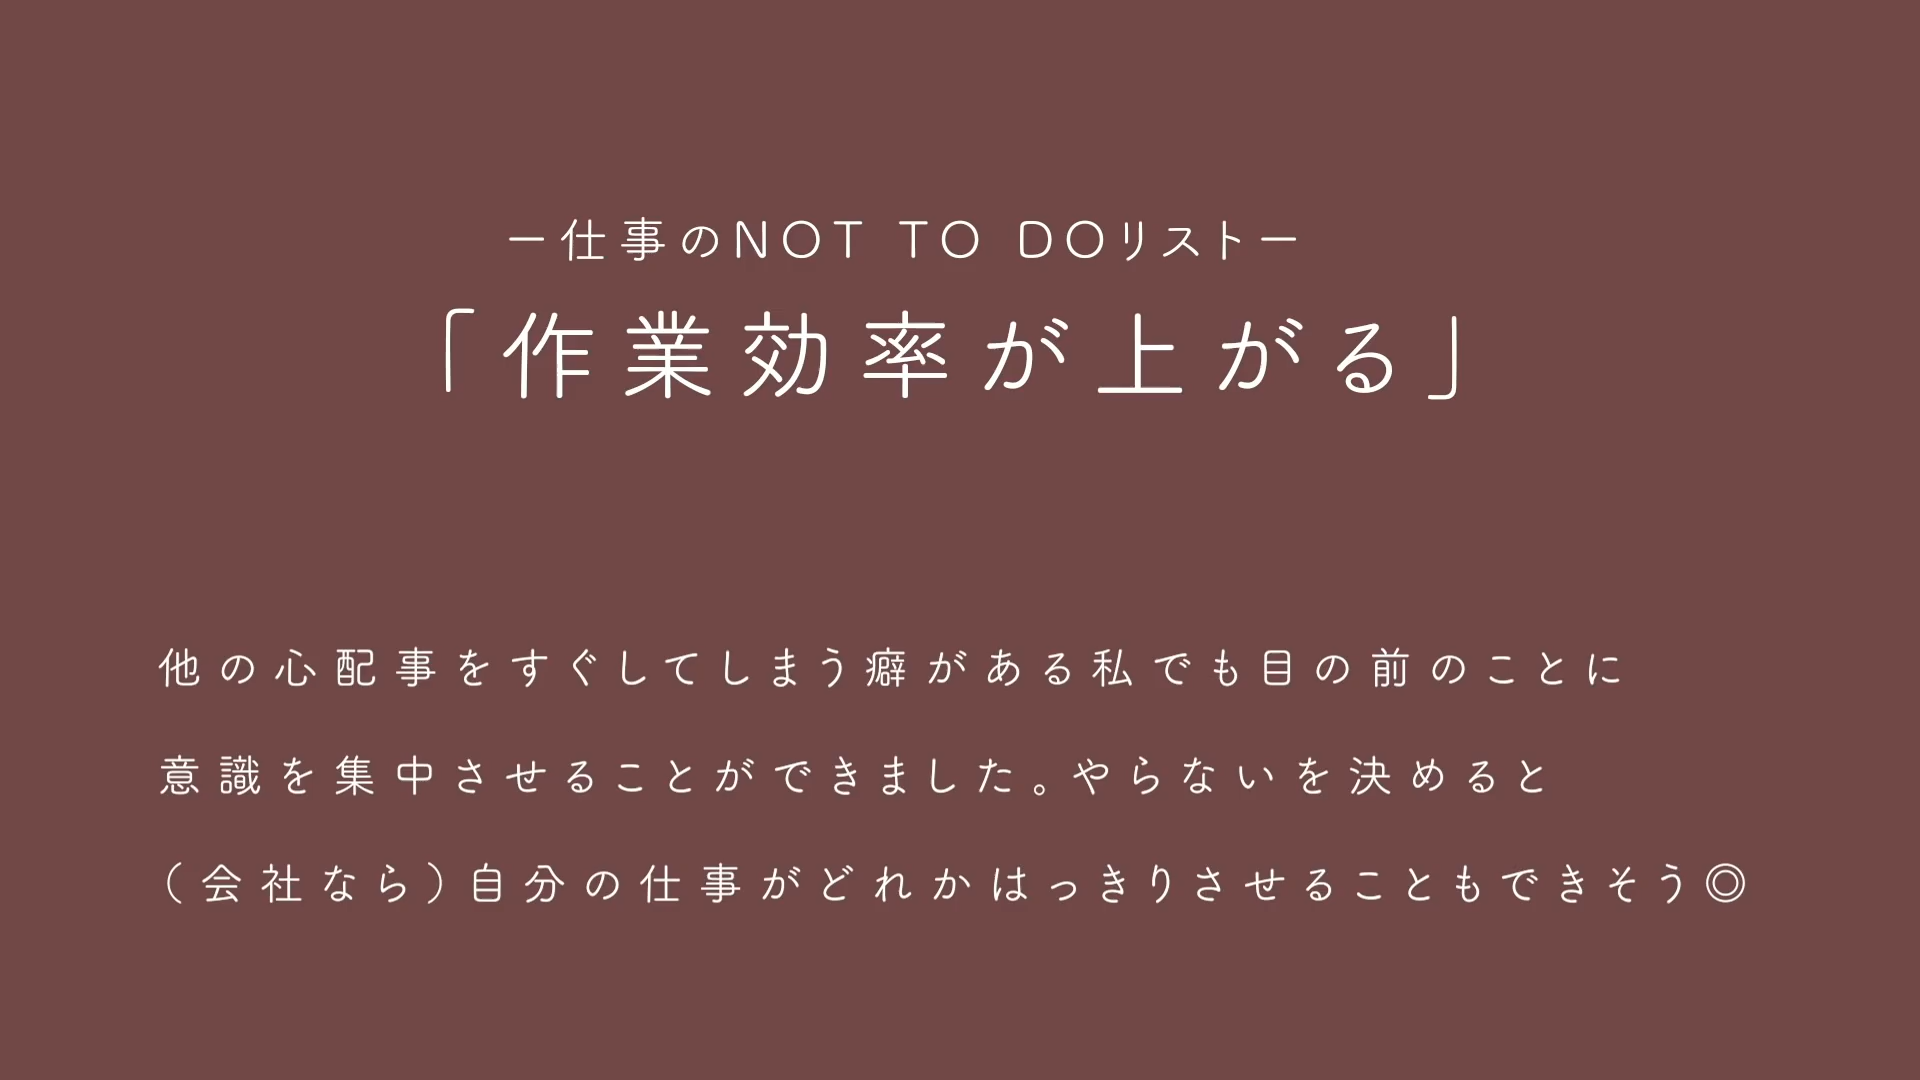 ー仕事のNOT TO DOリストー
「作業効率が上がる」
他の心配事をすぐしてしまう癖がある私でも目の前のことに
意識を集中させることができました。やらないを決めると
（会社なら）自分の仕事がどれかはっきりさせることもできそう◎